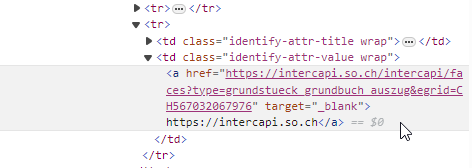 ▶ <tr>⋯</tr>
▼ <tr>
▶ <td class="identify-attr-title wrap">⋯</td>
▼ <td class="identify-attr-value wrap">
<a href="https://intercapi.so.ch/intercapi/fa
ces?type=grundstueck_grundbuch_auszug&egrid=C
H567032067976" target="_blank">
https://intercapi.so.ch</a> == $0
</td>
</tr>